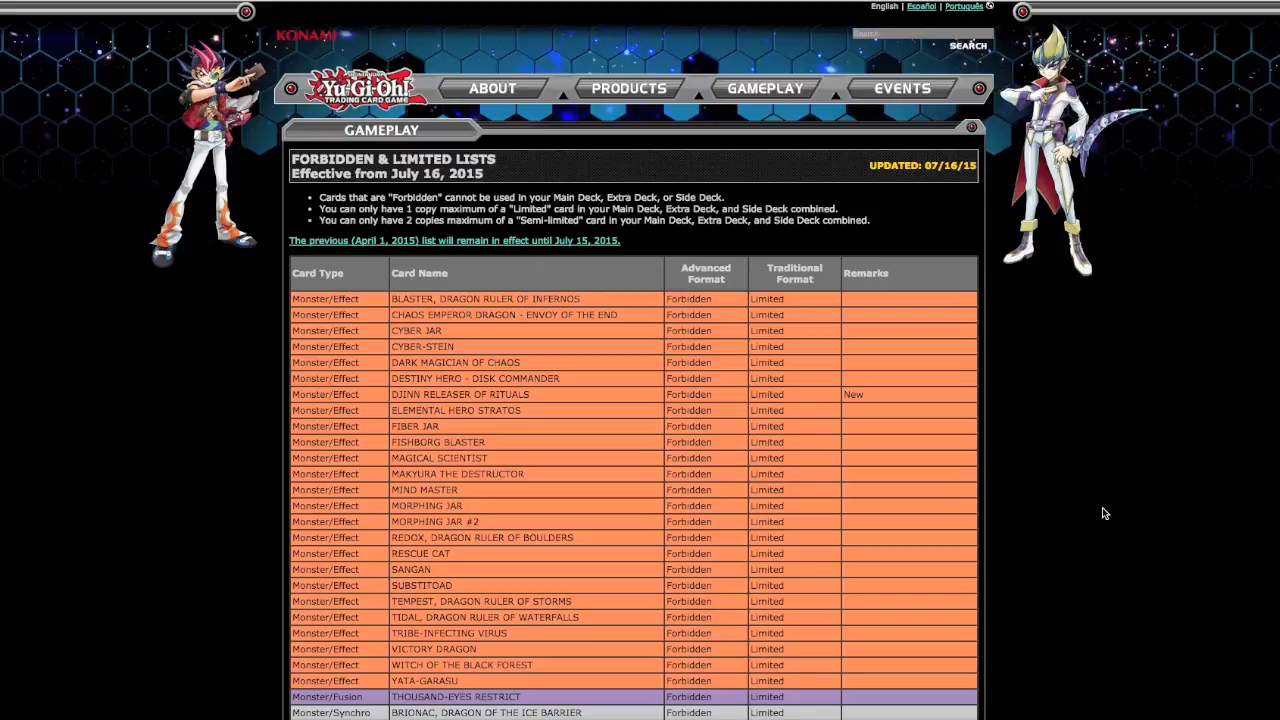 English | Español | Português
KONAMI
Search
SEARCH
Yu-Gi-Oh!
TRADING CARD GAME
ABOUT
PRODUCTS
GAMEPLAY
EVENTS
GAMEPLAY
FORBIDDEN & LIMITED LISTS
Effective from July 16, 2015
UPDATED: 07/16/15
Cards that are "Forbidden" cannot be used in your Main Deck, Extra Deck, or Side Deck.
You can only have 1 copy maximum of a "Limited" card in your Main Deck, Extra Deck, and Side Deck combined.
You can only have 2 copies maximum of a "Semi-limited" card in your Main Deck, Extra Deck, and Side Deck combined.
The previous (April 1, 2015) list will remain in effect until July 15, 2015.
Card Type Card Name Advanced Format Traditional Format Remarks
Monster/Effect BLASTER, DRAGON RULER OF INFERNOS Forbidden Limited
Monster/Effect CHAOS EMPEROR DRAGON - ENVOY OF THE END Forbidden Limited
Monster/Effect CYBER JAR Forbidden Limited
Monster/Effect CYBER-STEIN Forbidden Limited
Monster/Effect DARK MAGICIAN OF CHAOS Forbidden Limited
Monster/Effect DESTINY HERO - DISK COMMANDER Forbidden Limited
Monster/Effect DJINN RELEASER OF RITUALS Forbidden Limited New
Monster/Effect ELEMENTAL HERO STRATOS Forbidden Limited
Monster/Effect FIBER JAR Forbidden Limited
Monster/Effect FISHBORG BLASTER Forbidden Limited
Monster/Effect MAGICAL SCIENTIST Forbidden Limited
Monster/Effect MAKYURA THE DESTRUCTOR Forbidden Limited
Monster/Effect MIND MASTER Forbidden Limited
Monster/Effect MORPHING JAR Forbidden Limited
Monster/Effect MORPHING JAR #2 Forbidden Limited
Monster/Effect REDOX, DRAGON RULER OF BOULDERS Forbidden Limited
Monster/Effect RESCUE CAT Forbidden Limited
Monster/Effect SANGAN Forbidden Limited
Monster/Effect SUBSTITOAD Forbidden Limited
Monster/Effect TEMPEST, DRAGON RULER OF STORMS Forbidden Limited
Monster/Effect TIDAL, DRAGON RULER OF WATERFALLS Forbidden Limited
Monster/Effect TRIBE-INFECTING VIRUS Forbidden Limited
Monster/Effect VICTORY DRAGON Forbidden Limited
Monster/Effect WITCH OF THE BLACK FOREST Forbidden Limited
Monster/Effect YATA-GARASU Forbidden Limited
Monster/Fusion THOUSAND-EYES RESTRICT Forbidden Limited
Monster/Synchro BRIONAC, DRAGON OF THE ICE BARRIER Forbidden Limited